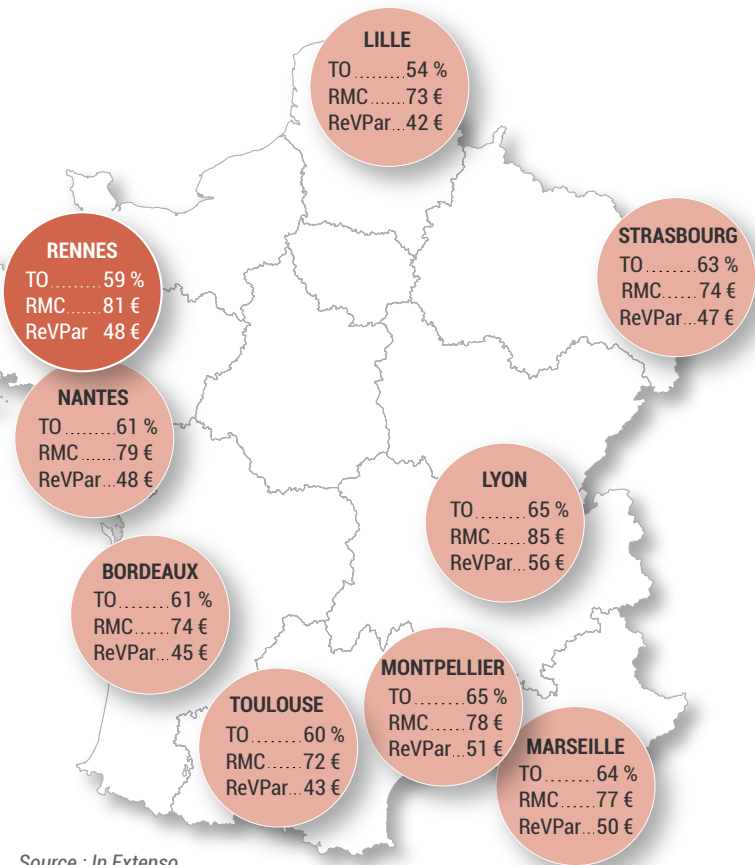 LILLE
TO........54 %
RMC......73 €
ReVPar...42 €
STRASBOURG
TO........63 %
RMC......74 €
ReVPar...47 €
RENNES
TO........59 %
RMC......81 €
ReVPar 48 €
NANTES
TO........61 %
RMC......79 €
ReVPar...48 €
LYON
TO........65 %
RMC......85 €
ReVPar...56 €
BORDEAUX
TO........61 %
RMC......74 €
ReVPar...45 €
MONTPELLIER
TO........65 %
RMC......78 €
ReVPar...51 €
TOULOUSE
TO........60 %
RMC......72 €
ReVPar...43 €
MARSEILLE
TO........64 %
RMC......77 €
ReVPar...50 €
Source : In Extenso